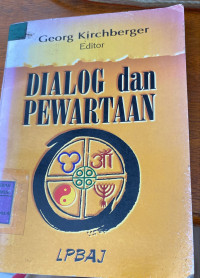 Georg Kirchberger
Editor
DIALOG dan
PEWARTAAN
ॐ
LPBAJ